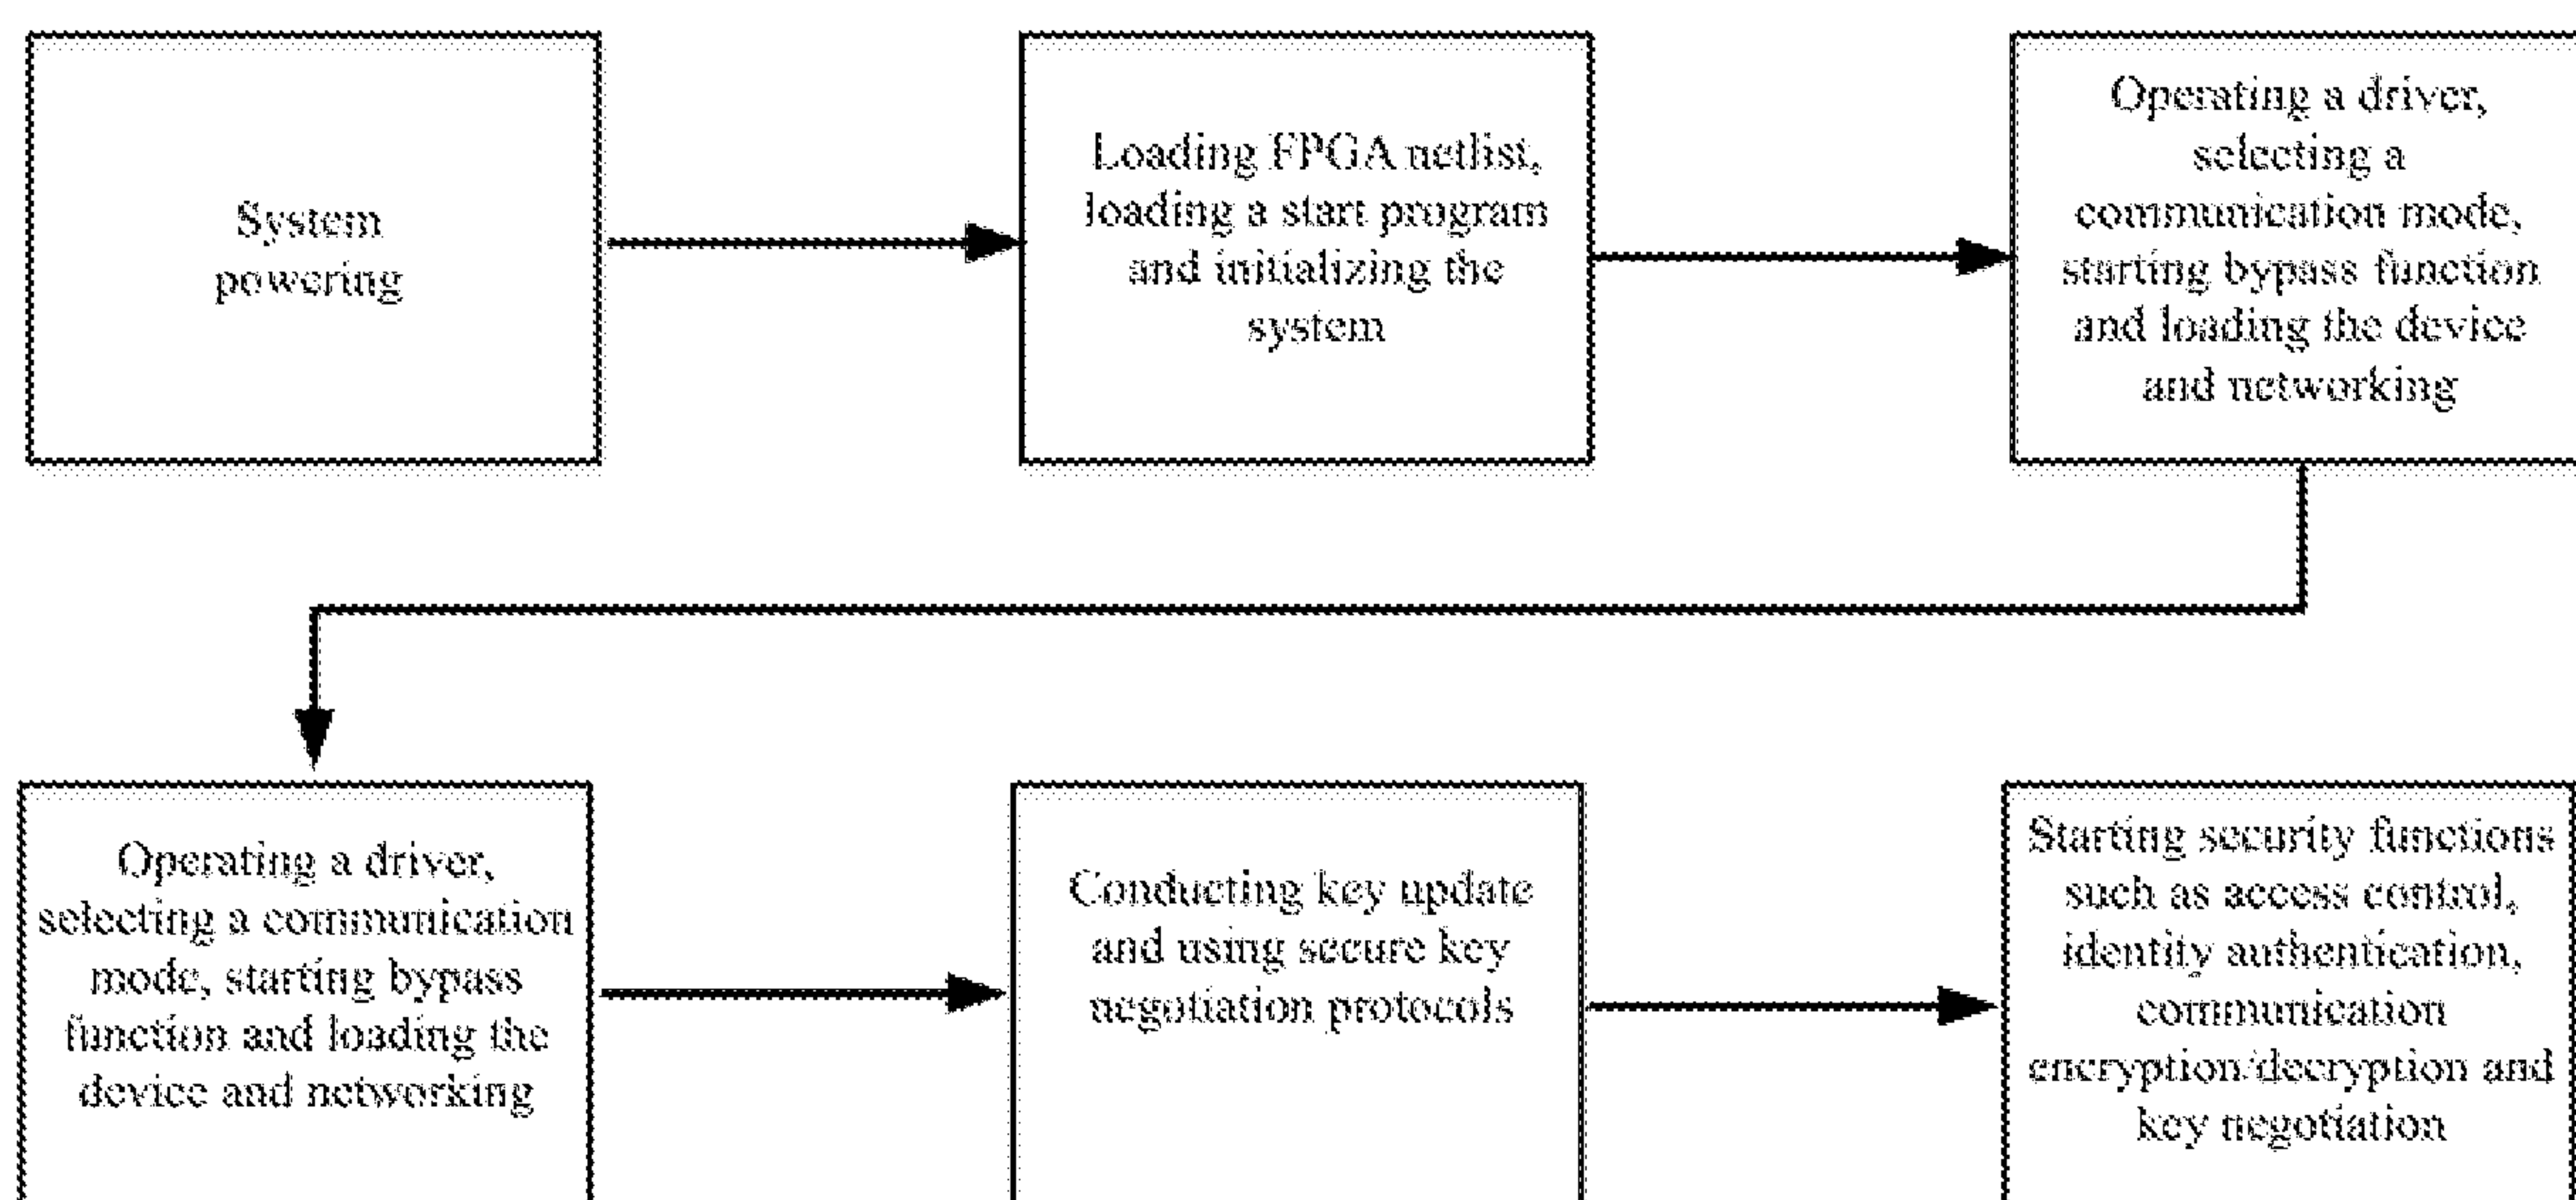 System
powering
Loading FPGA netlist,
loading a start program
and initializing the
system
Operating a driver,
selecting a
communication mode,
starting bypass function
and loading the device
and networking
Operating a driver,
selecting a communication
mode, starting bypass
function and loading the
device and networking
Conducting key update
and using secure key
negotiation protocols
Starting security functions
such as access control,
identity authentication,
communication
encryption/decryption and
key negotiation